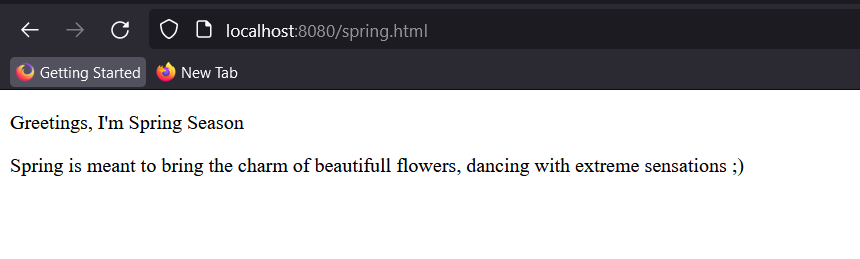 localhost:8080/spring.html
Getting Started New Tab
Greetings, I'm Spring Season
Spring is meant to bring the charm of beautifull flowers, dancing with extreme sensations ;)